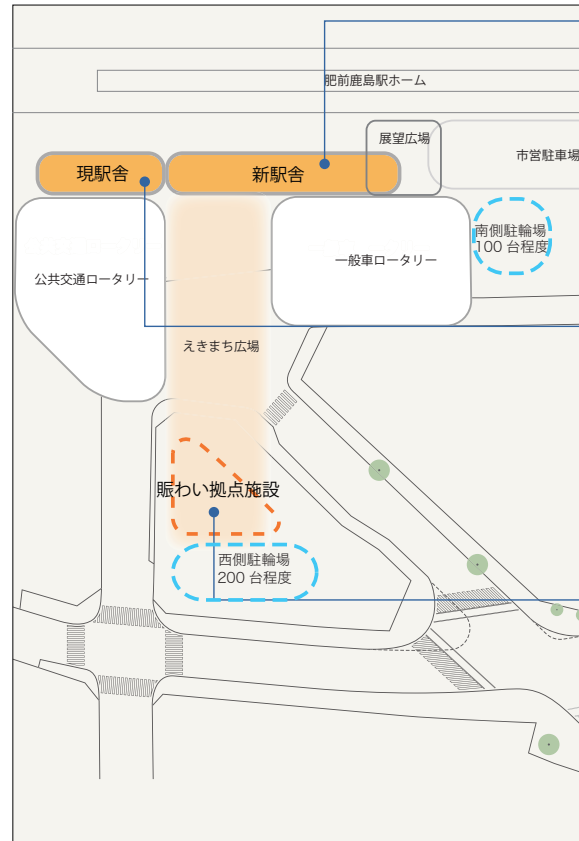 肥前鹿島駅ホーム
展望広場
市営駐車場
現駅舎
新駅舎
南側駐輪場
100 台程度
一般車ロータリー
公共交通ロータリー
えきまち広場
賑わい拠点施設
西側駐輪場
200 台程度